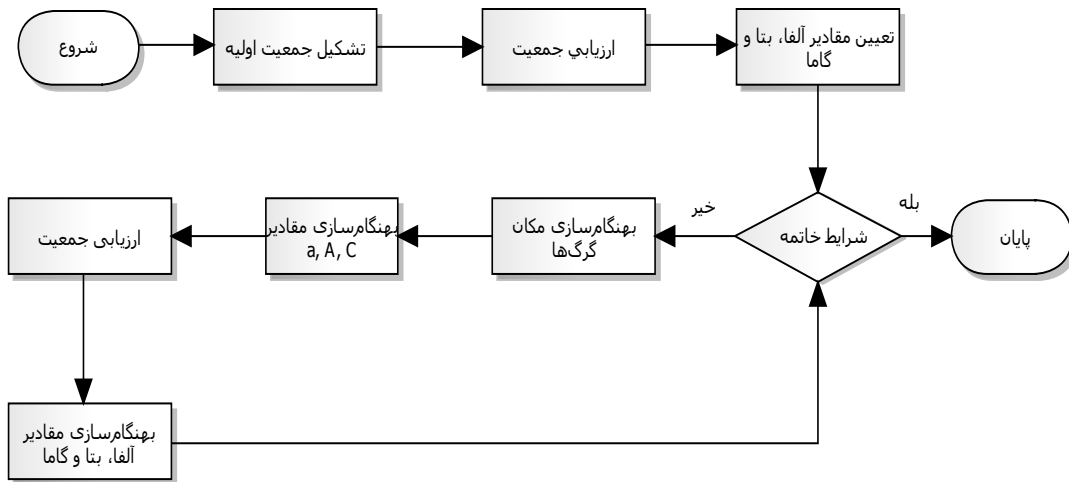 شروع
تشکیل جمعیت اولیه
ارزيابي جمعیت
تعیین مقادیر آلفا، بتا و
گاما
شرایط خاتمه
بله
پایان
خیر
بهنگام‌سازی مکان
گرگ‌ها
بهنگام‌سازی مقادیر
a, A, C
ارزیابی جمعیت
بهنگام‌سازی مقادیر
آلفا، بتا و گاما